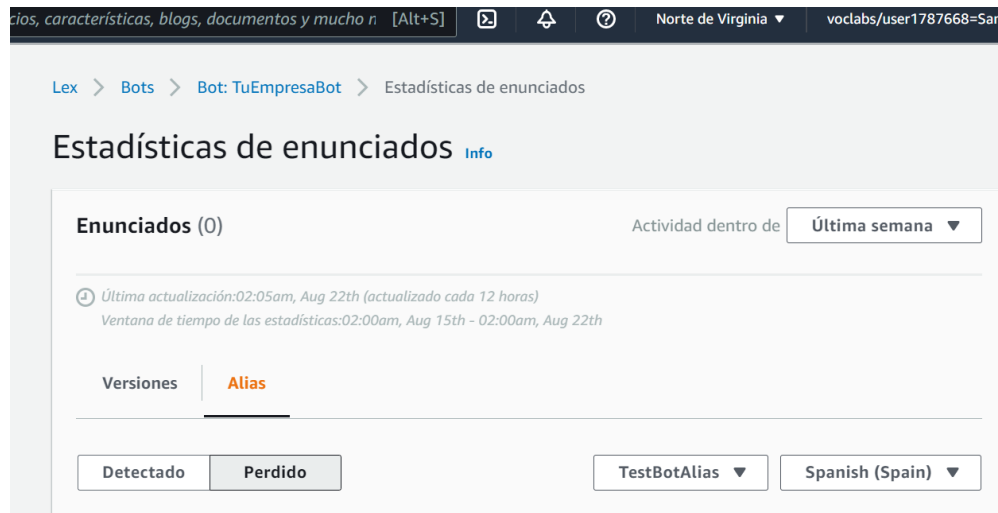 cios, características, blogs, documentos y mucho [Alt+S] Norte de Virginia ▼ voclabs/user1787668=Sar
Lex > Bots > Bot: TuEmpresaBot > Estadísticas de enunciados
Estadísticas de enunciados Info
Enunciados (0) Actividad dentro de Última semana ▼
Última actualización:02:05am, Aug 22th (actualizado cada 12 horas)
Ventana de tiempo de las estadísticas:02:00am, Aug 15th - 02:00am, Aug 22th
Versiones Alias
Detectado Perdido TestBotAlias ▼ Spanish (Spain) ▼